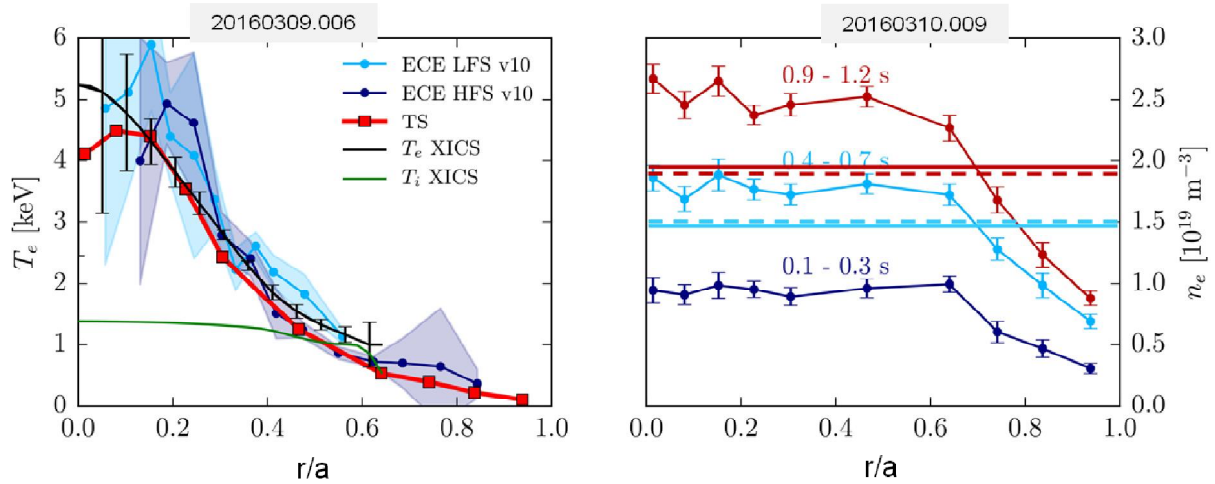 20160309.006
6
5
4
3
2
1
0
T_e [keV]
ECE LFS v10
ECE HFS v10
TS
T_e XICS
T_i XICS
0.0 0.2 0.4 0.6 0.8 1.0
r/a
20160310.009
0.9 - 1.2 s
0.4 - 0.7 s
0.1 - 0.3 s
3.0
2.5
2.0
1.5
1.0
0.5
0.0
n_e [10^19 m^-3]
0.0 0.2 0.4 0.6 0.8 1.0
r/a